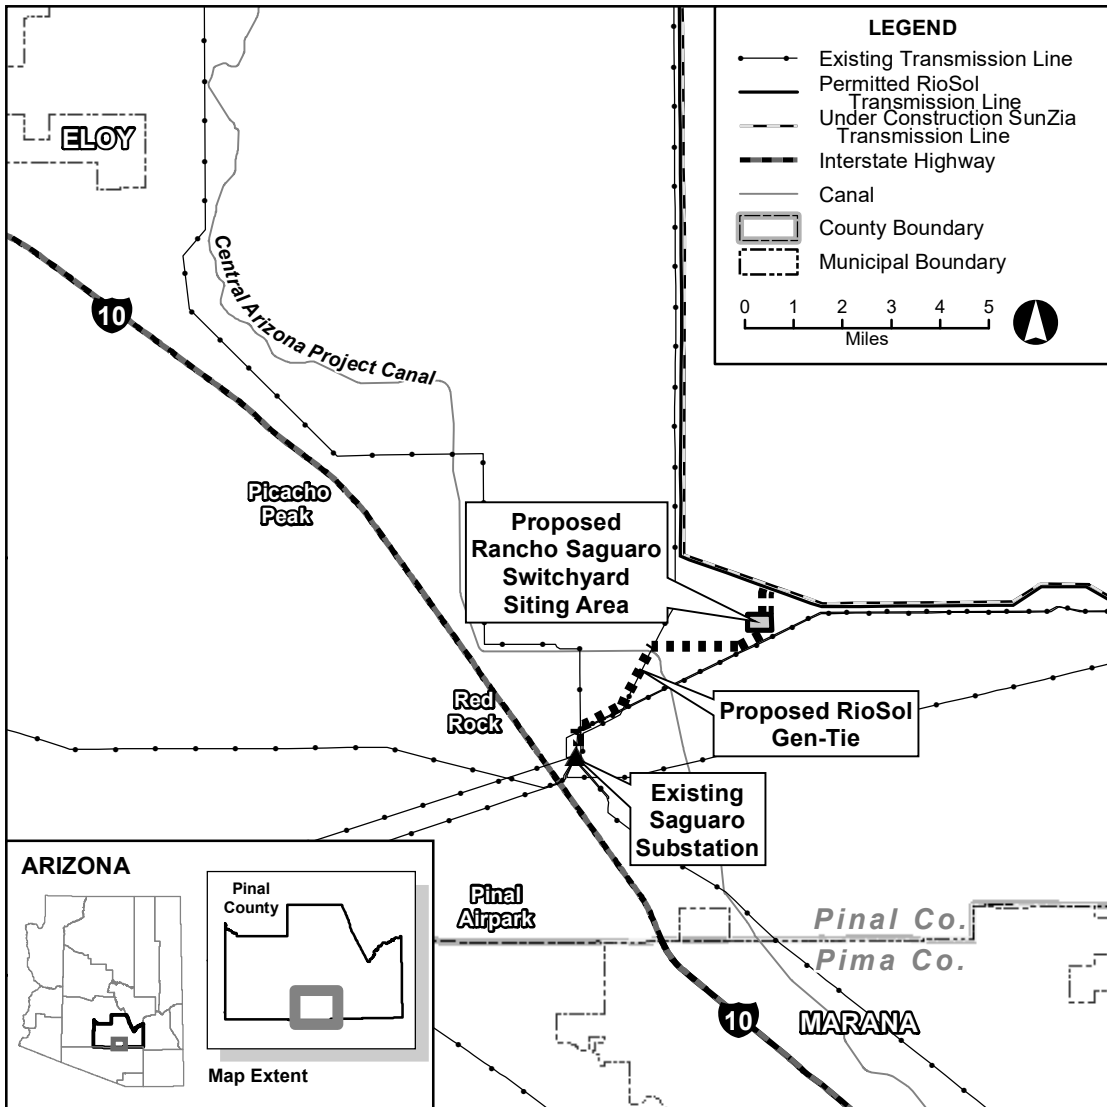 LEGEND
Existing Transmission Line
Permitted RioSol
Transmission Line
Under Construction SunZia
Transmission Line
Interstate Highway
Canal
County Boundary
Municipal Boundary
0 1 2 3 4 5
Miles
ELOY
10
Central Arizona Project Canal
Picacho
Peak
Proposed
Rancho Saguaro
Switchyard
Siting Area
Red
Rock
Proposed RioSol
Gen-Tie
Existing
Saguaro
Substation
Pinal
Airpark
Pinal Co.
Pima Co.
10
MARANA
ARIZONA
Pinal
County
Map Extent